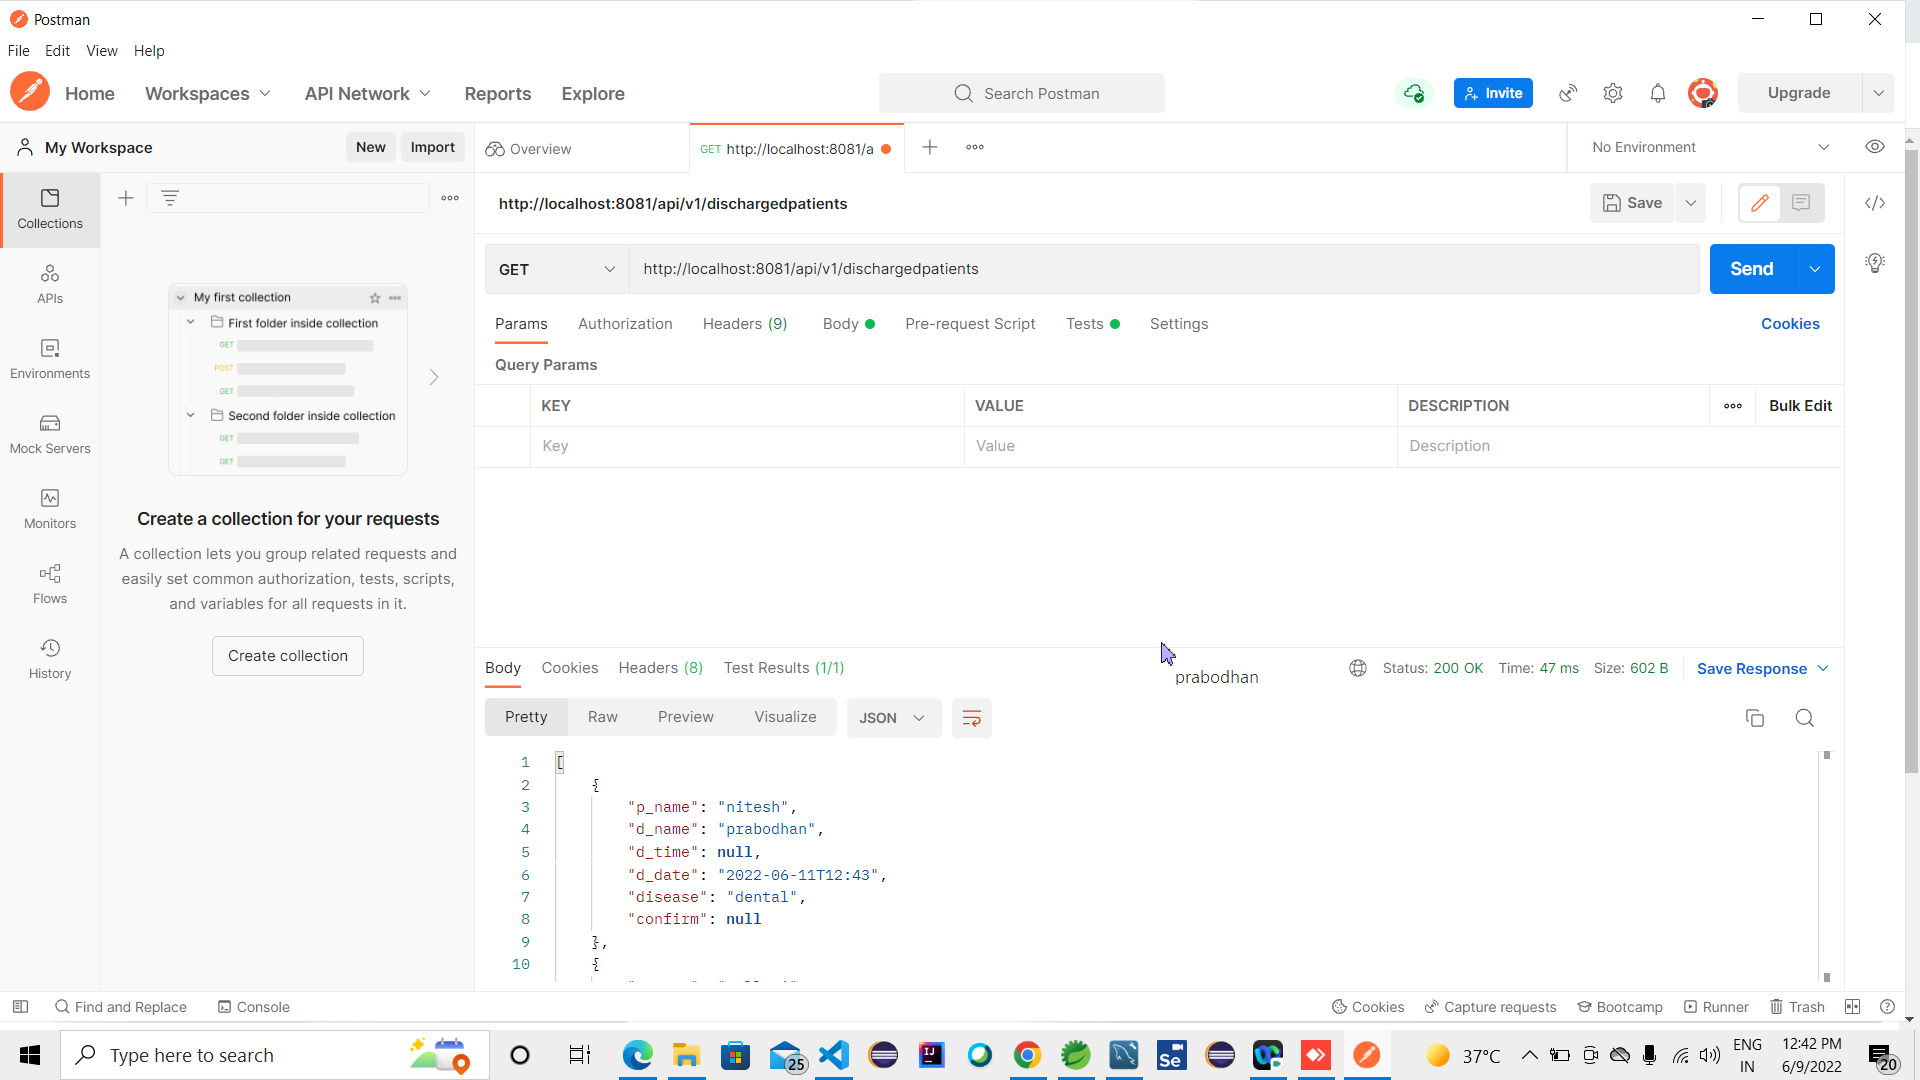 Postman
File Edit View Help
Home Workspaces API Network Reports Explore Search Postman Invite Upgrade
My Workspace New Import Overview GET http://localhost:8081/a No Environment
Collections
APIs
Environments
Mock Servers
Monitors
Flows
History
My first collection
First folder inside collection
GET
POST
GET
Second folder inside collection
GET
GET
Create a collection for your requests
A collection lets you group related requests and
easily set common authorization, tests, scripts,
and variables for all requests in it.
Create collection
http://localhost:8081/api/v1/dischargedpatients Save
GET http://localhost:8081/api/v1/dischargedpatients Send
Params Authorization Headers (9) Body Pre-request Script Tests Settings Cookies
Query Params
KEY VALUE DESCRIPTION Bulk Edit
Key Value Description
Body Cookies Headers (8) Test Results (1/1) Status: 200 OK Time: 47 ms Size: 602 B Save Response
prabodhan
Pretty Raw Preview Visualize JSON
1 [
2 {
3 "p_name": "nitesh",
4 "d_name": "prabodhan",
5 "d_time": null,
6 "d_date": "2022-06-11T12:43",
7 "disease": "dental",
8 "confirm": null
9 },
10 {
Find and Replace Console Cookies Capture requests Bootcamp Runner Trash
Type here to search 25 37°C ENG 12:42 PM
IN 6/9/2022 20